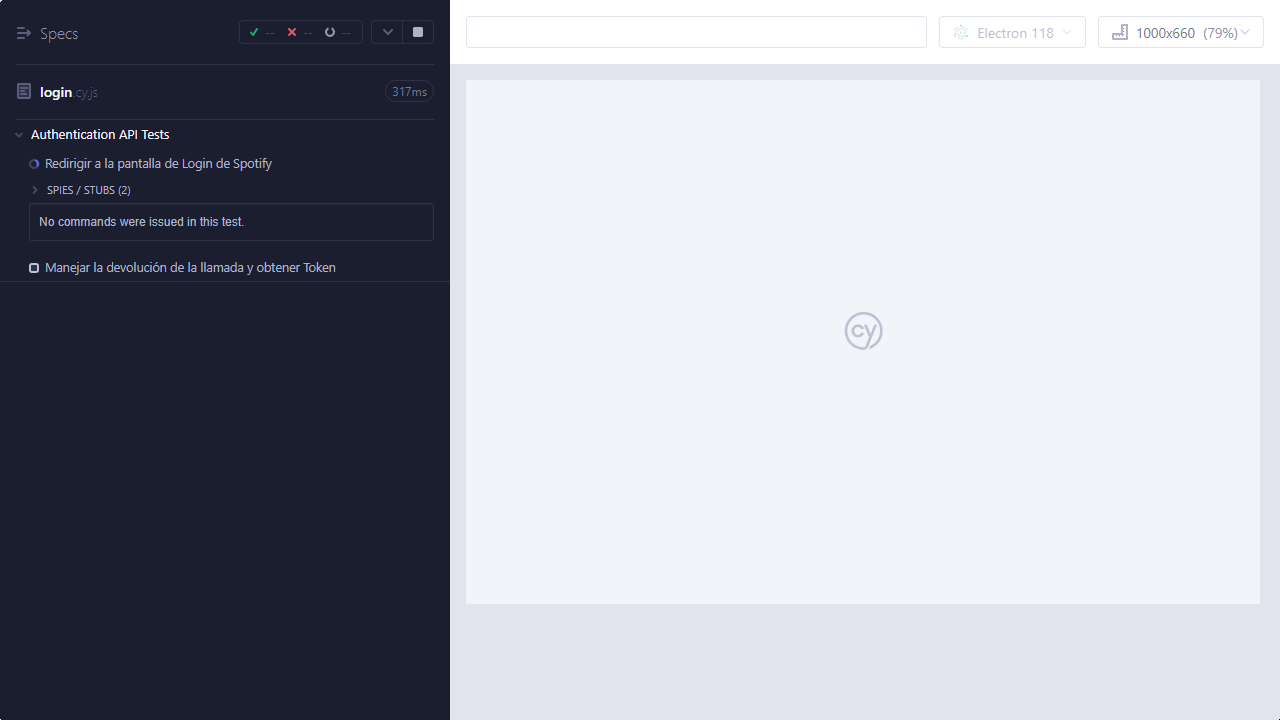 Specs
--
--
--
Electron 118
1000x660 (79%)
login.cy.js
317ms
Authentication API Tests
Redirigir a la pantalla de Login de Spotify
SPIES / STUBS (2)
No commands were issued in this test.
Manejar la devolución de la llamada y obtener Token
cy